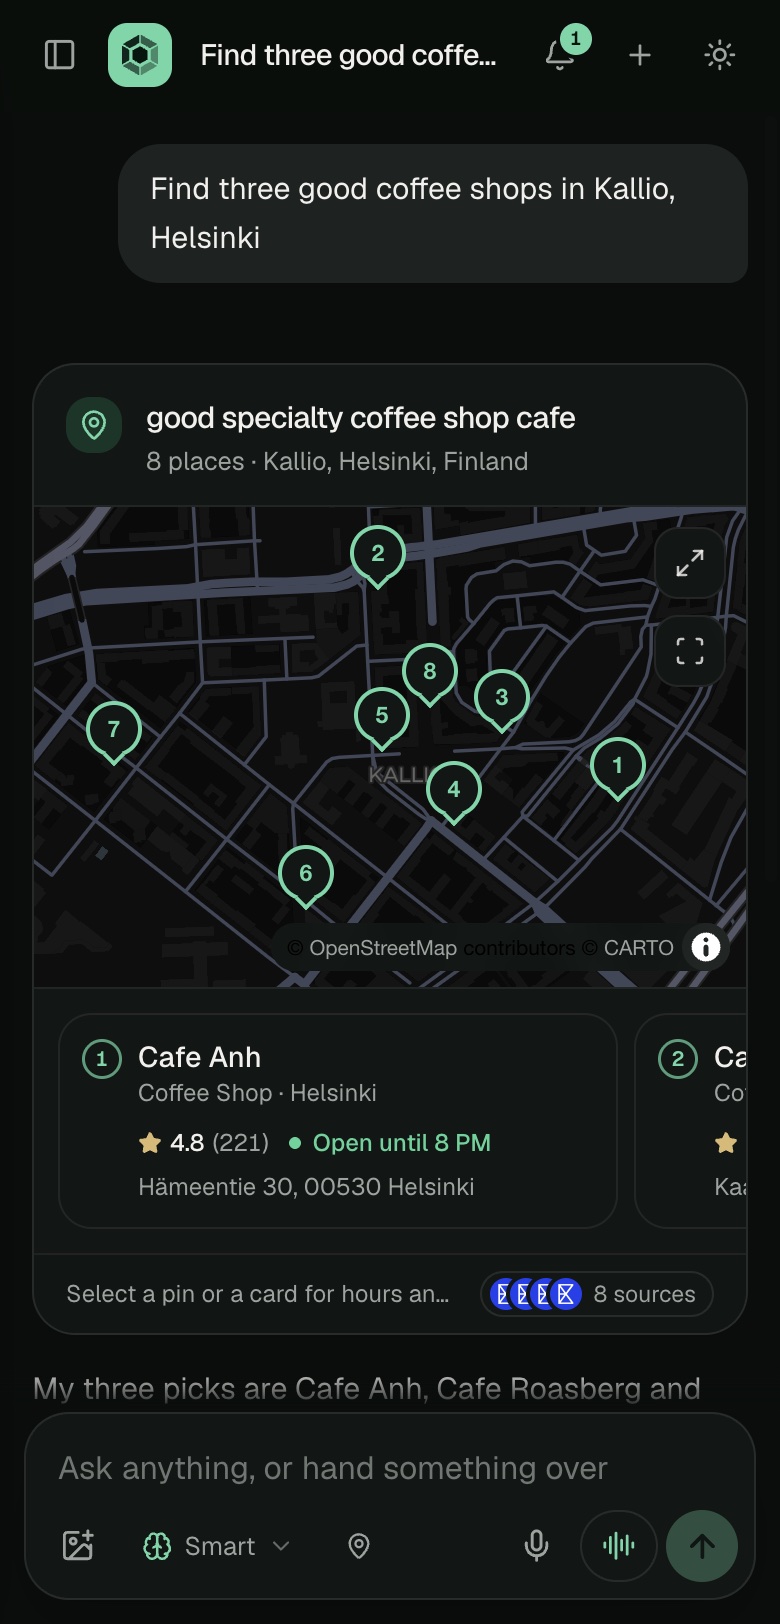 1
Find three good coffe...
Find three good coffee shops in Kallio,
Helsinki
good specialty coffee shop cafe
8 places · Kallio, Helsinki, Finland
2
8
3
5
7
1
KALLI
4
6
© OpenStreetMap contributors © CARTO
1 Cafe Anh
Coffee Shop · Helsinki
4.8 (221) Open until 8 PM
Hämeentie 30, 00530 Helsinki
2 Ca
Co
Kaa
Select a pin or a card for hours an...
8 sources
My three picks are Cafe Anh, Cafe Roasberg and
Ask anything, or hand something over
Smart